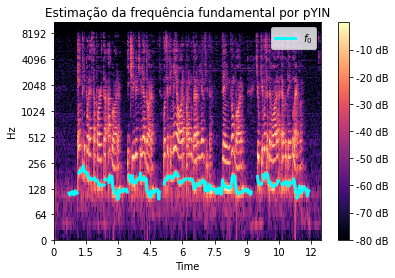 Estimação da frequência fundamental por pYIN
f0
8192
4096
2048
1024
512
256
128
64
0
Hz
0
1.5
3
4.5
6
7.5
9
10
12
Time
-10 dB
-20 dB
-30 dB
-40 dB
-50 dB
-60 dB
-70 dB
-80 dB